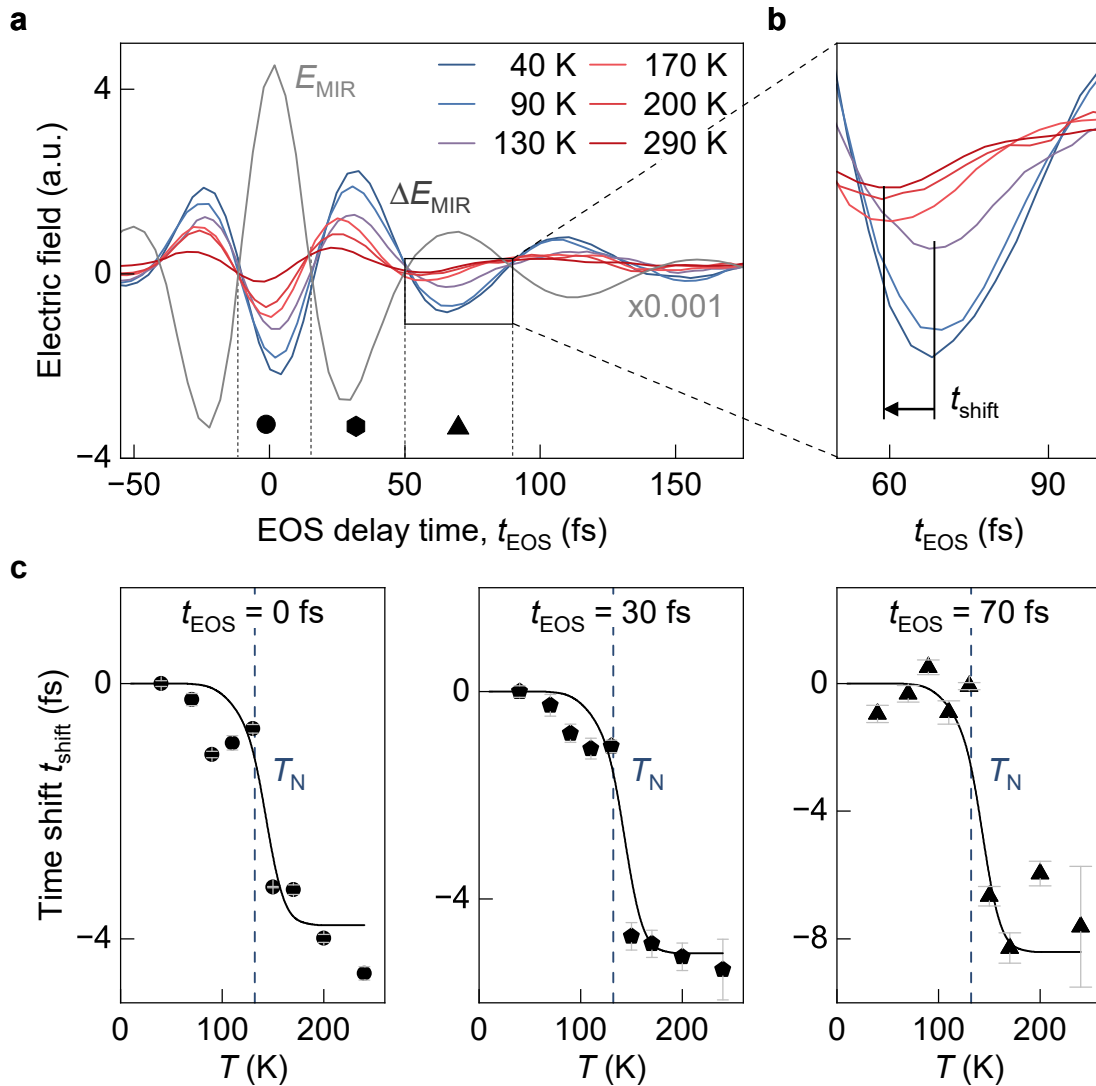 a
b
4
0
−4
Electric field (a.u.)
E_MIR
40 K
170 K
90 K
200 K
130 K
290 K
ΔE_MIR
x0.001
−50
0
50
100
150
EOS delay time, t_EOS (fs)
t_shift
60
90
t_EOS (fs)
c
t_EOS = 0 fs
t_EOS = 30 fs
t_EOS = 70 fs
Time shift t_shift (fs)
0
−4
T_N
0
100
200
T (K)
0
−4
T_N
0
100
200
T (K)
0
−4
−8
T_N
0
100
200
T (K)